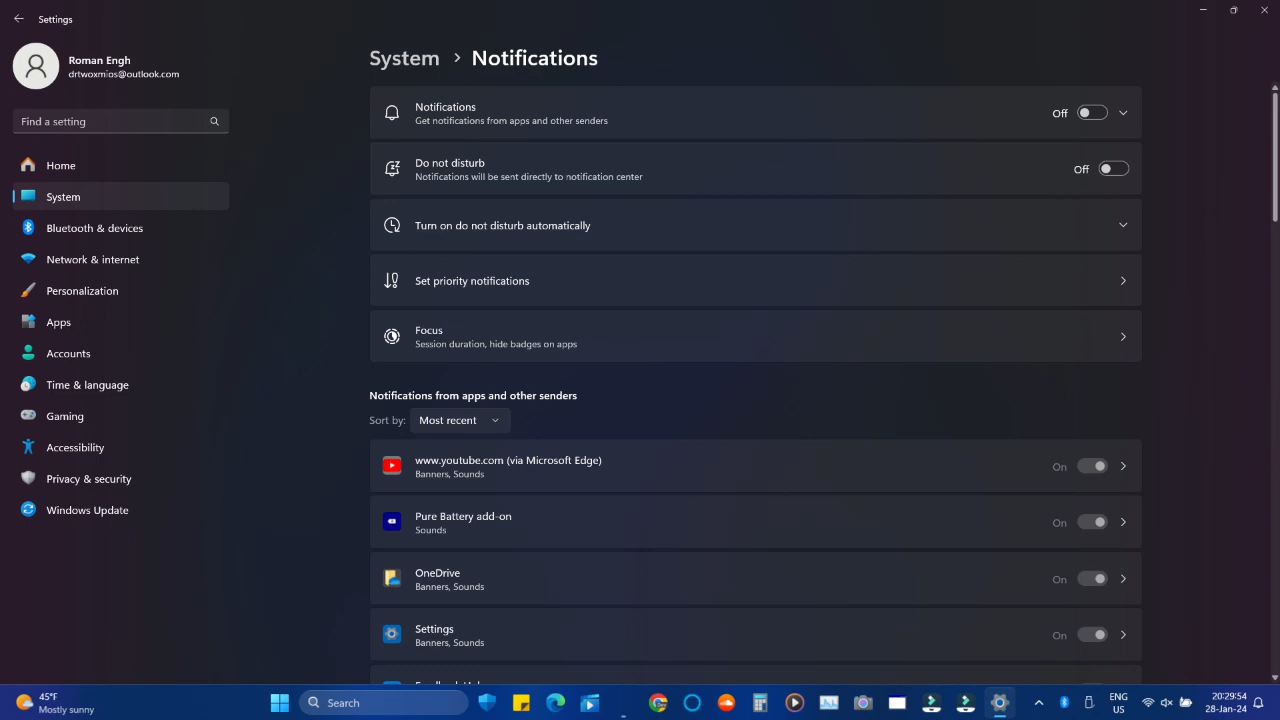 Settings
Roman Engh
drtwoxmios@outlook.com
Find a setting
Home
System
Bluetooth & devices
Network & internet
Personalization
Apps
Accounts
Time & language
Gaming
Accessibility
Privacy & security
Windows Update
System > Notifications
Notifications
Get notifications from apps and other senders
Off
Do not disturb
Notifications will be sent directly to notification center
Off
Turn on do not disturb automatically
Set priority notifications
Focus
Session duration, hide badges on apps
Notifications from apps and other senders
Sort by: Most recent
www.youtube.com (via Microsoft Edge)
Banners, Sounds
On
Pure Battery add-on
Sounds
On
OneDrive
Banners, Sounds
On
Settings
Banners, Sounds
On
45°F
Mostly sunny
Search
ENG
US
20:29:54
28-Jan-24